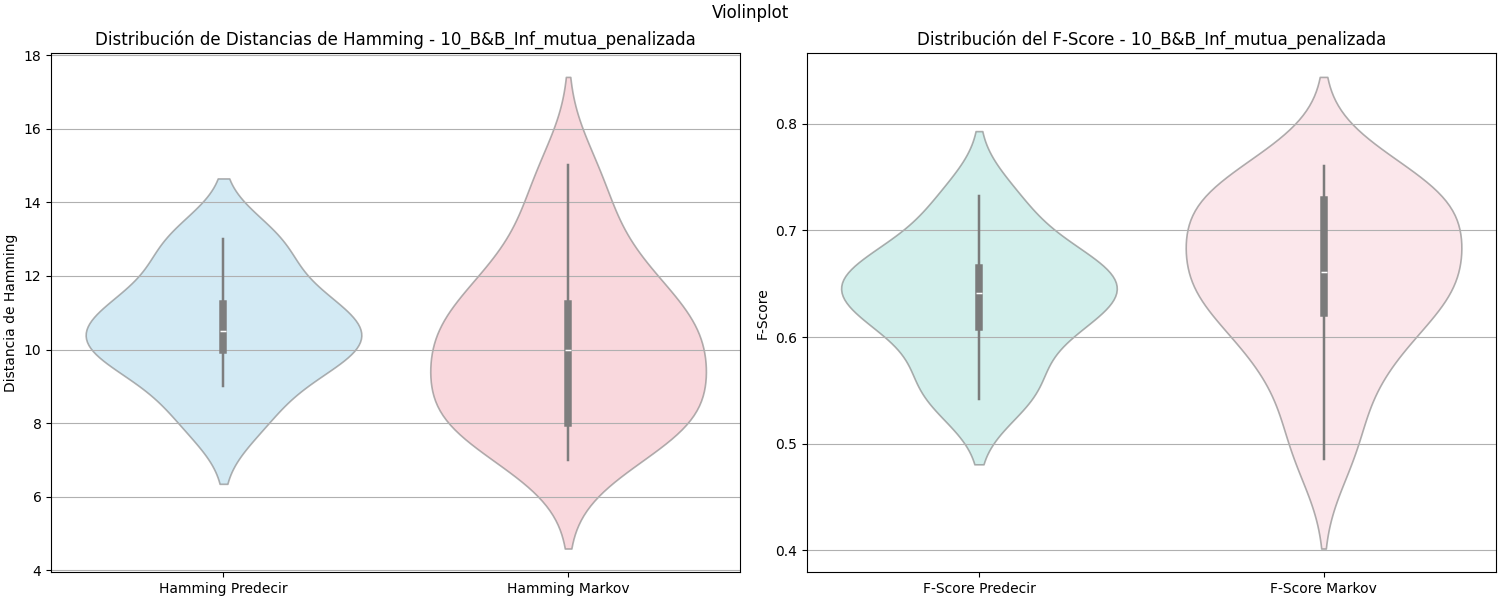 Violinplot
Distribución de Distancias de Hamming - 10_B&B_Inf_mutua_penalizada
18
16
14
12
10
8
6
4
Distancia de Hamming
Hamming Predecir
Hamming Markov
Distribución del F-Score - 10_B&B_Inf_mutua_penalizada
0.8
0.7
0.6
0.5
0.4
F-Score
F-Score Predecir
F-Score Markov